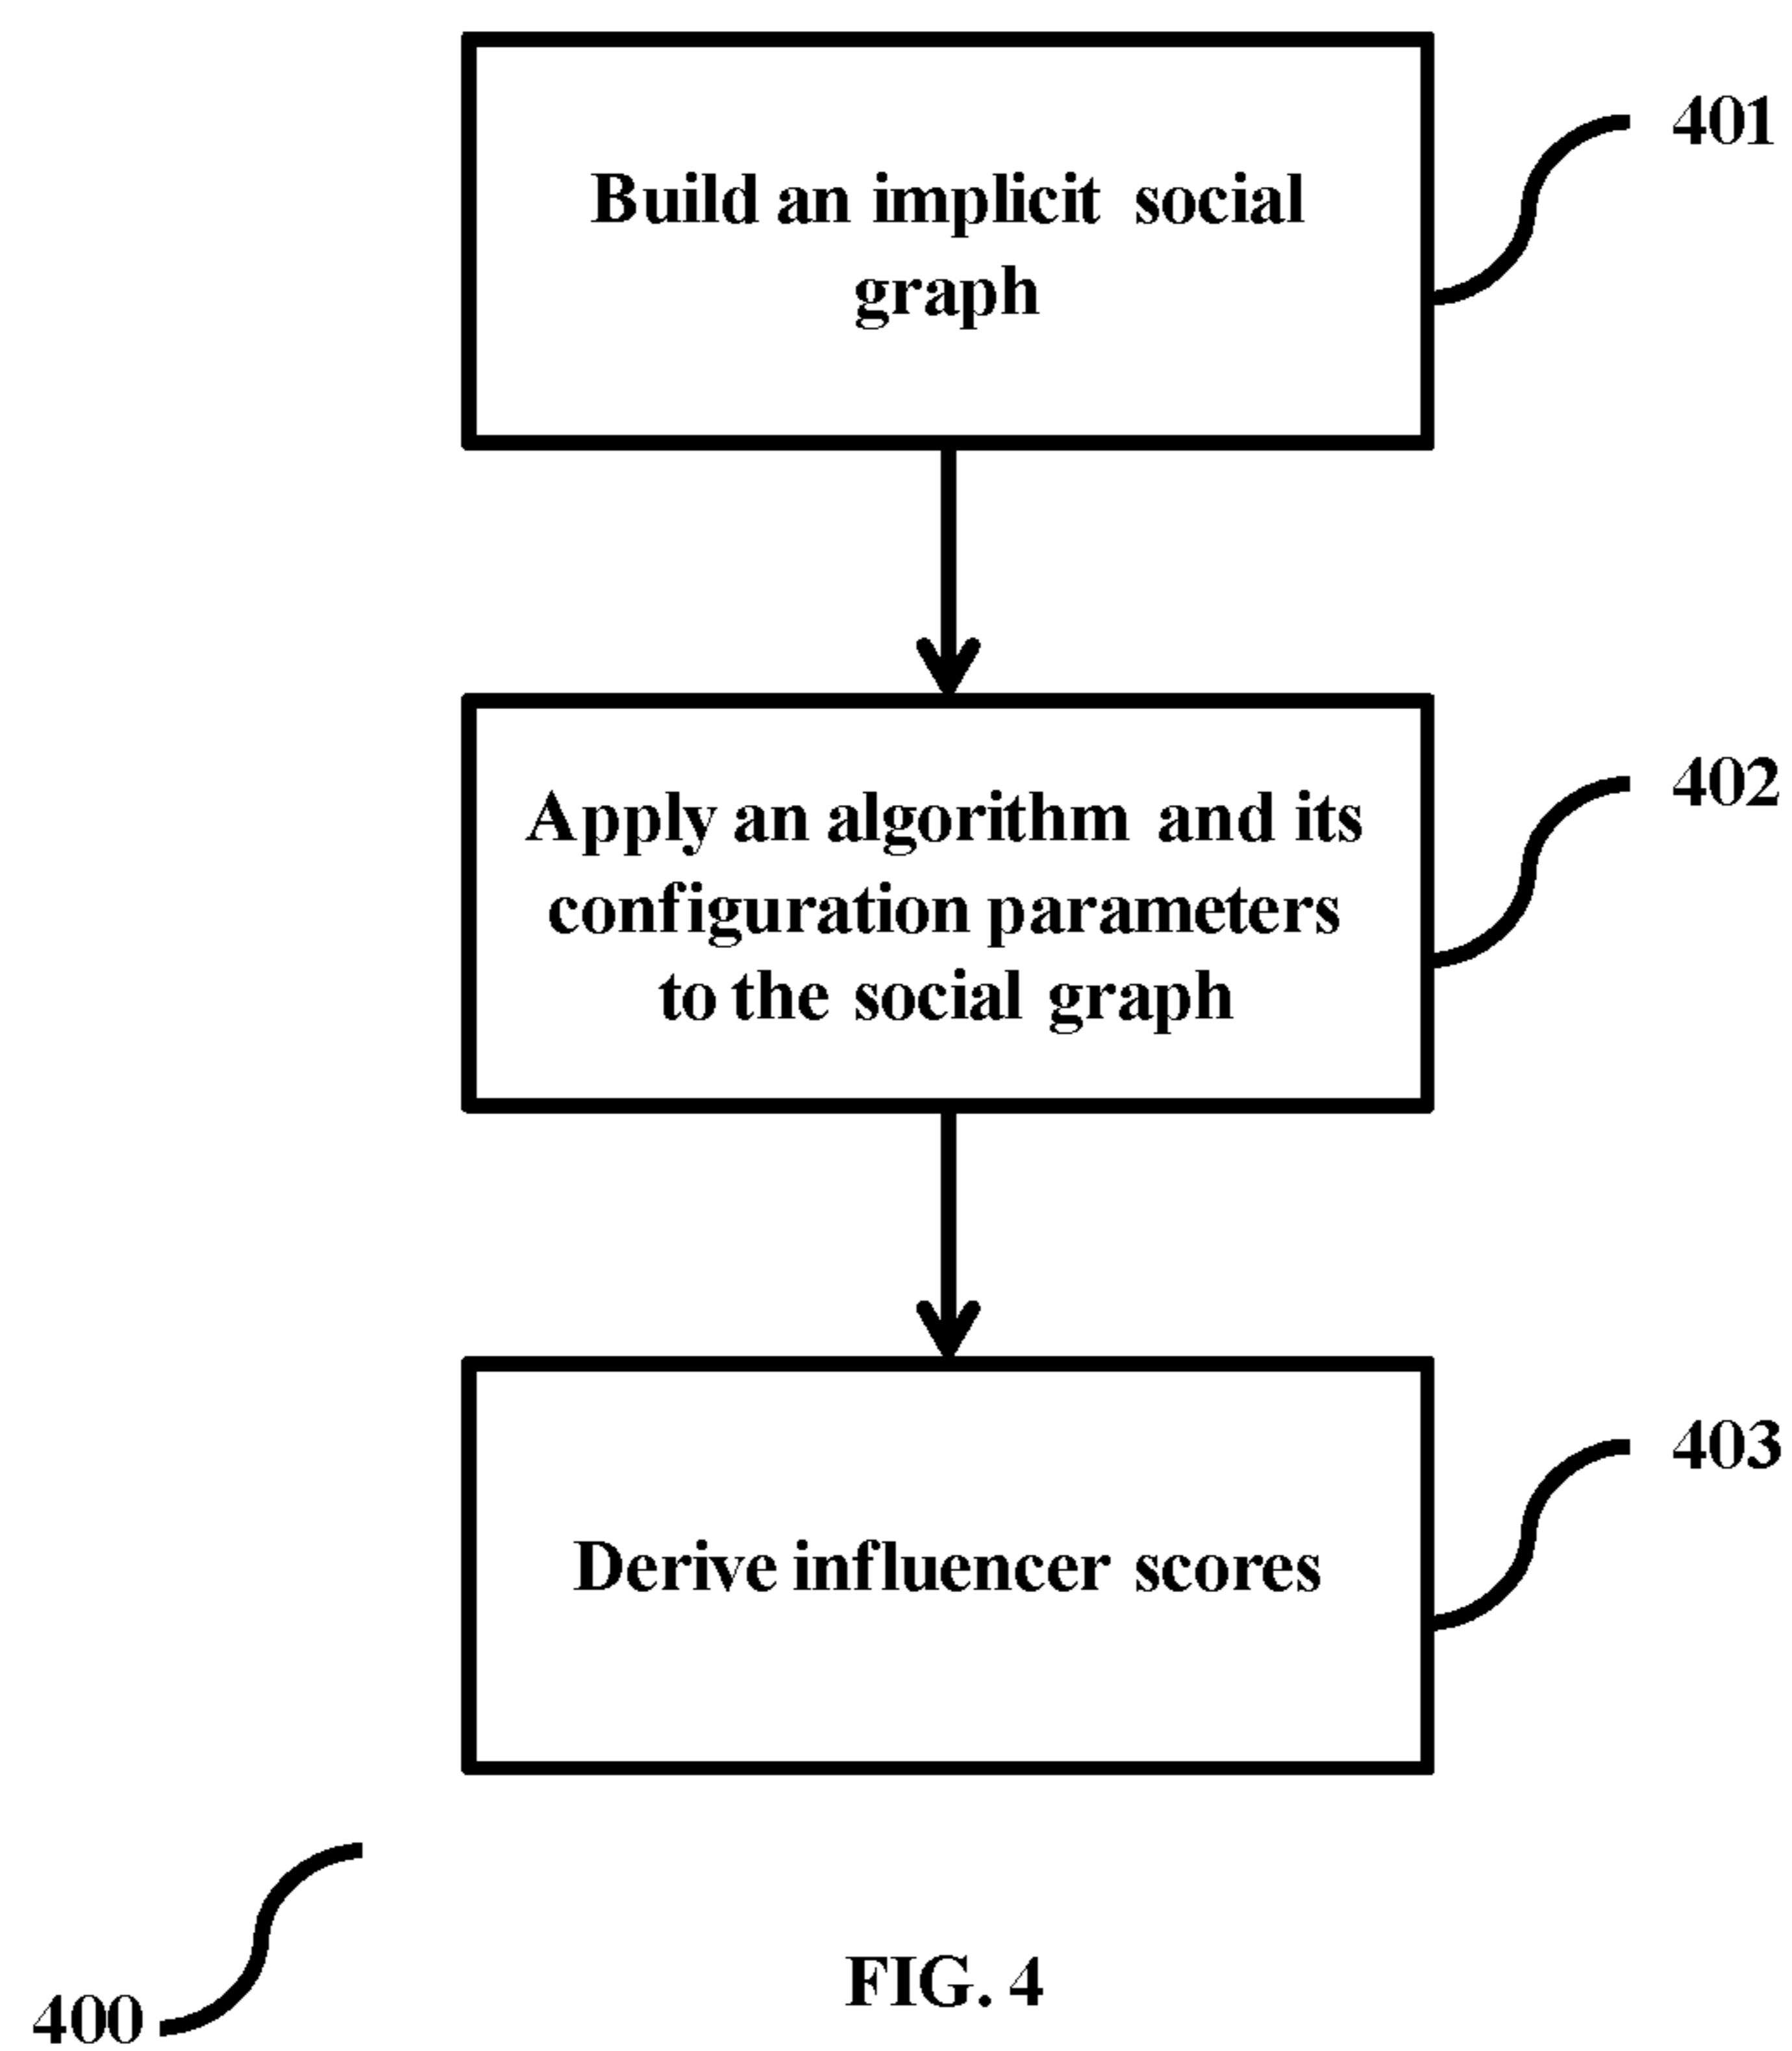 Build an implicit social
graph
401
Apply an algorithm and its
configuration parameters
to the social graph
402
Derive influencer scores
403
400
FIG. 4